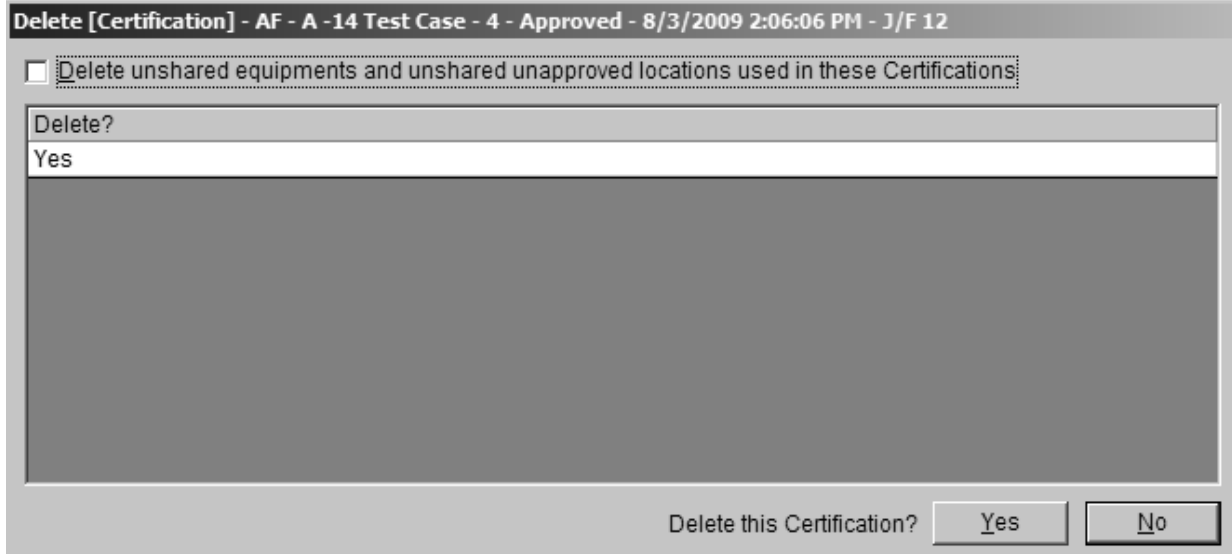 Delete [Certification] - AF - A -14 Test Case - 4 - Approved - 8/3/2009 2:06:06 PM - J/F 12
Delete unshared equipments and unshared unapproved locations used in these Certifications
Delete?
Yes
Delete this Certification? Yes No